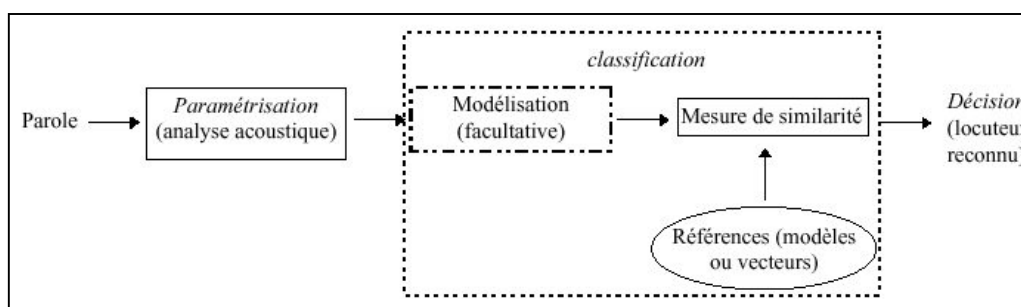 classification
Parole
Paramétrisation
(analyse acoustique)
Modélisation
(facultative)
Mesure de similarité
Décision
(locuteur
reconnu)
Références (modèles
ou vecteurs)